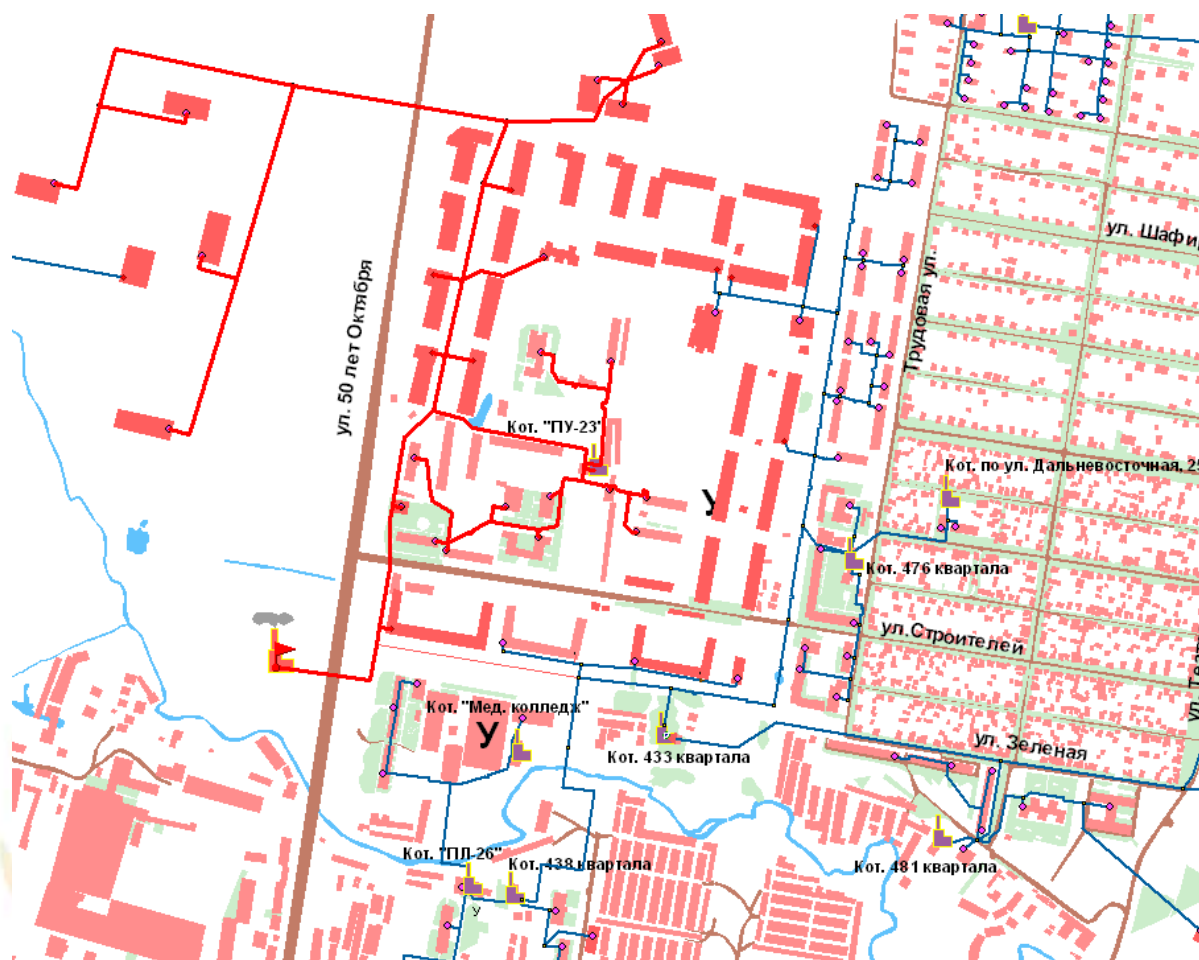 ул. Шафир
ул. 50 лет Октября
Трудовая ул.
Кот. "ПУ-23"
Кот. по ул. Дальневосточная, 25
У
Кот. 476 квартала
ул.Строителей
Кот. "Мед. колледж"
У
ул. Зеленая
Кот. 433 квартала
Кот. "ПЛ-26"
Кот. 438 квартала
Кот. 481 квартала
У